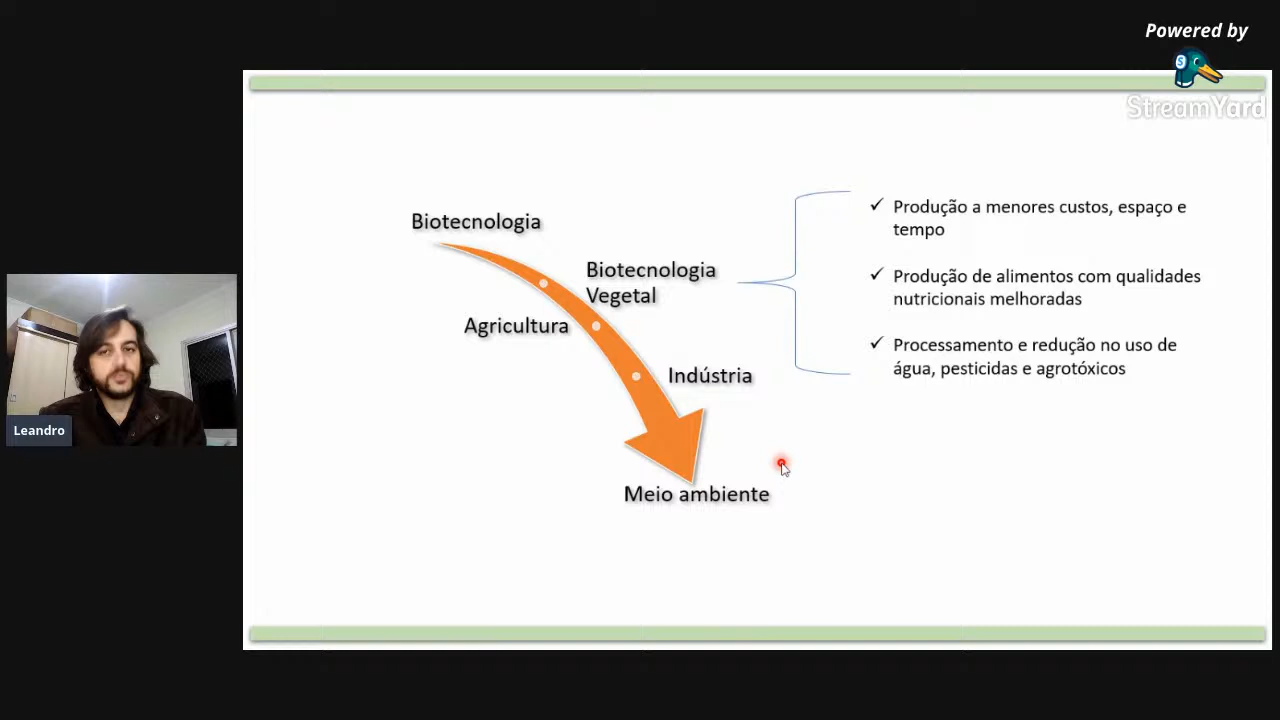 Powered by
StreamYard
Biotecnologia
Biotecnologia
Vegetal
Agricultura
Indústria
Meio ambiente
✓ Produção a menores custos, espaço e
tempo
✓ Produção de alimentos com qualidades
nutricionais melhoradas
✓ Processamento e redução no uso de
água, pesticidas e agrotóxicos
Leandro